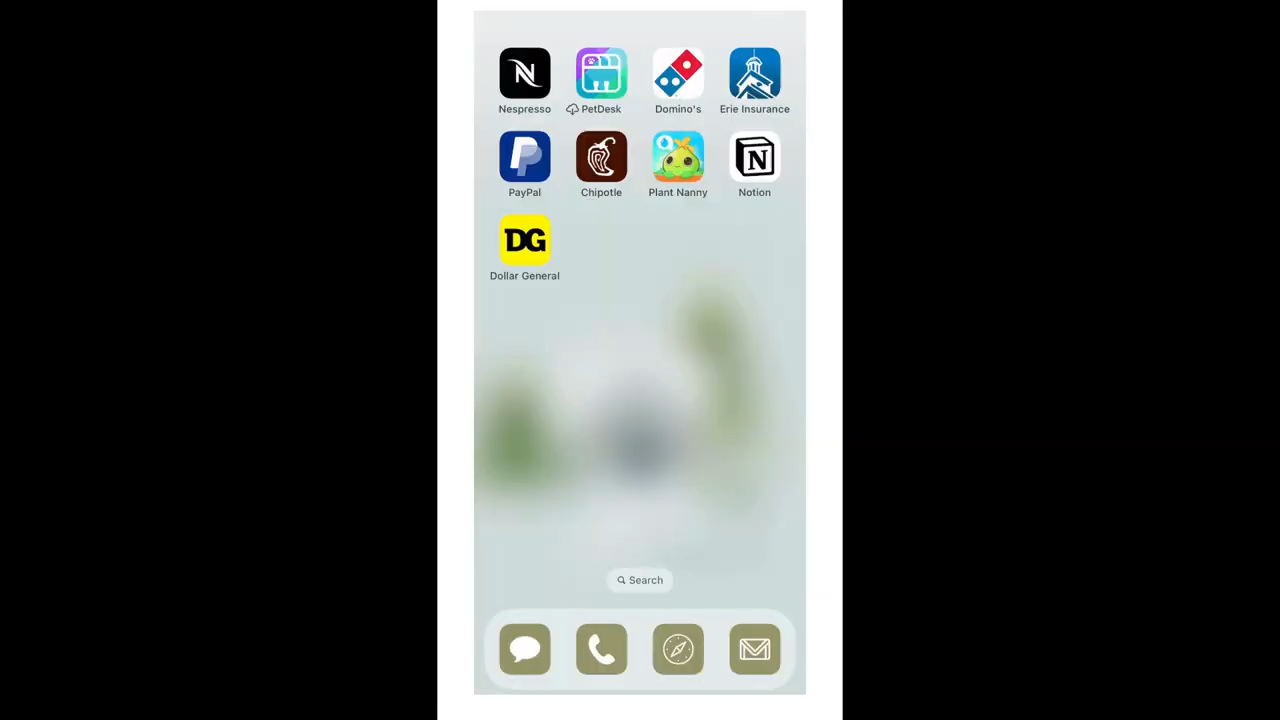 Nespresso
PetDesk
Domino's
Erie Insurance
PayPal
Chipotle
Plant Nanny
N
Notion
DG
Dollar General
Search